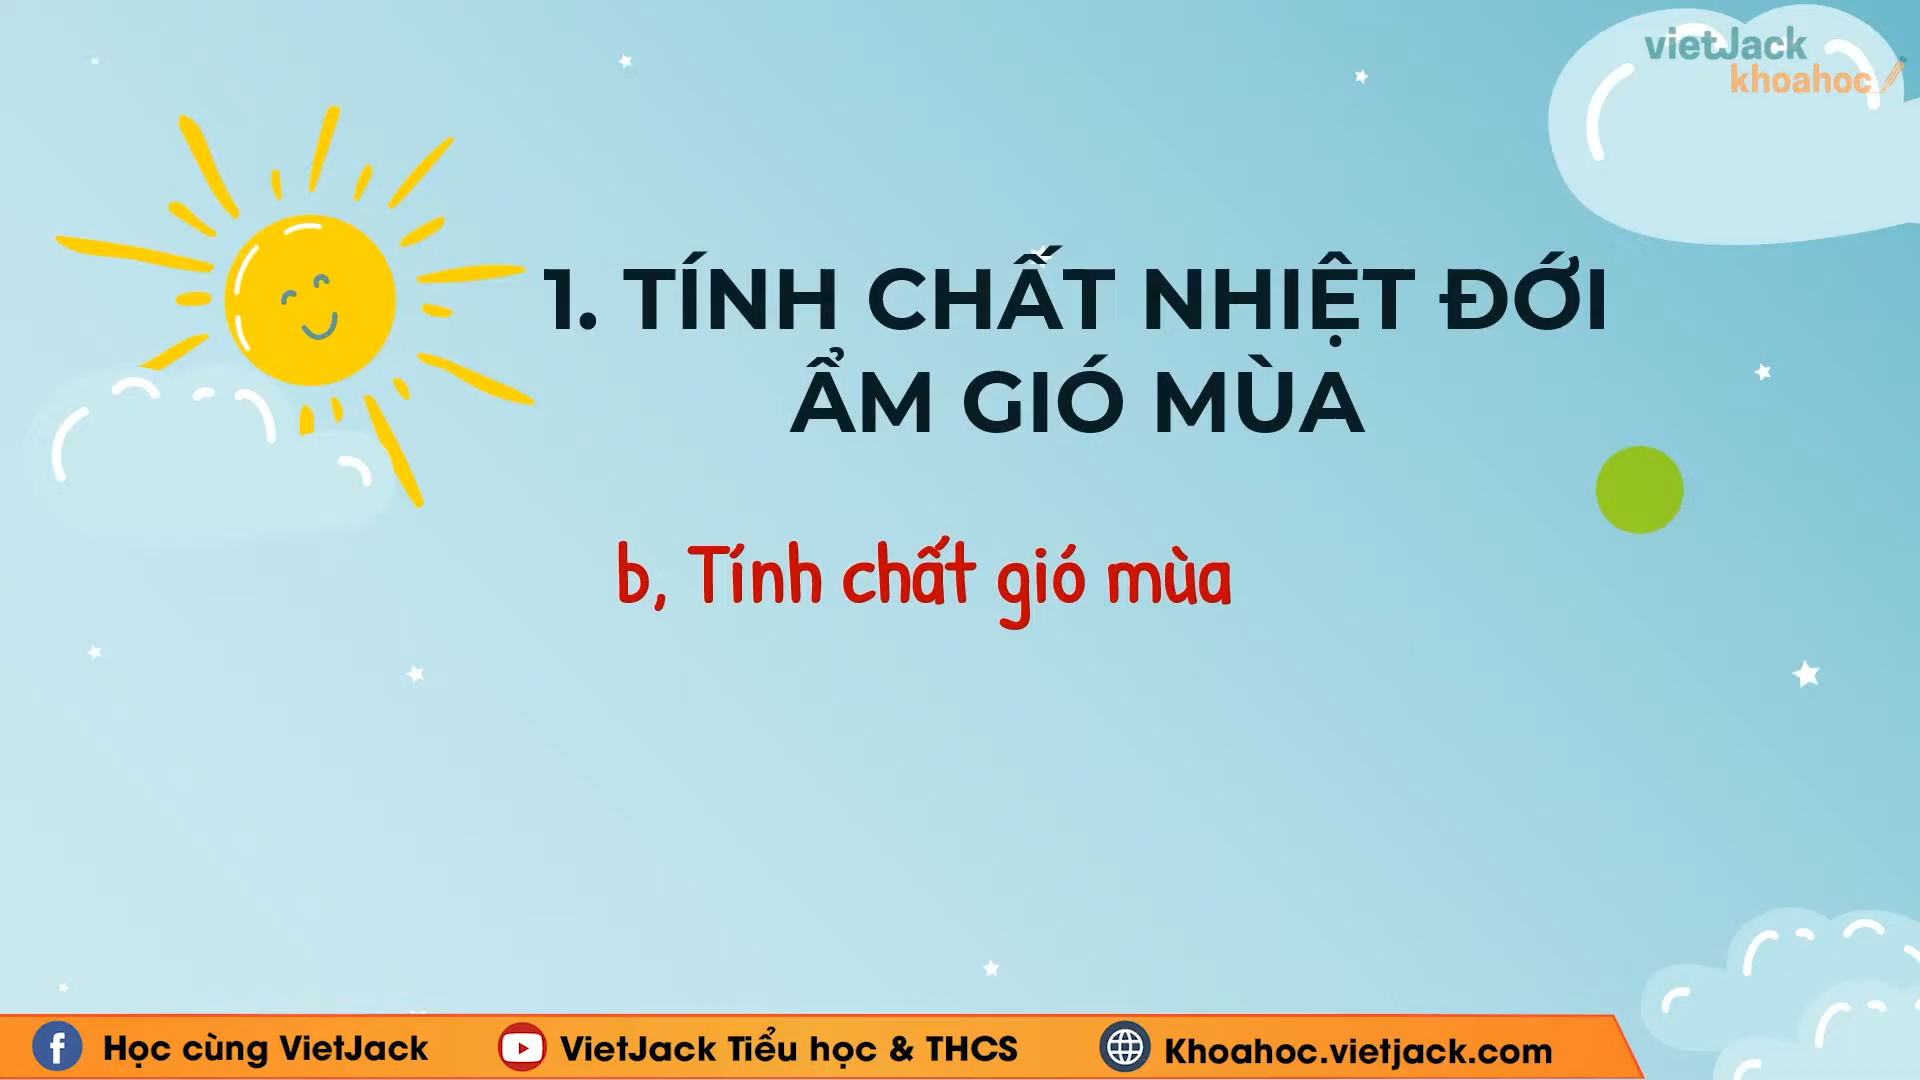 vietJack
khoahoc
1. TÍNH CHẤT NHIỆT ĐỚI
ẨM GIÓ MÙA
b, Tính chất gió mùa
Học cùng VietJack
VietJack Tiểu học & THCS
Khoahoc.vietjack.com